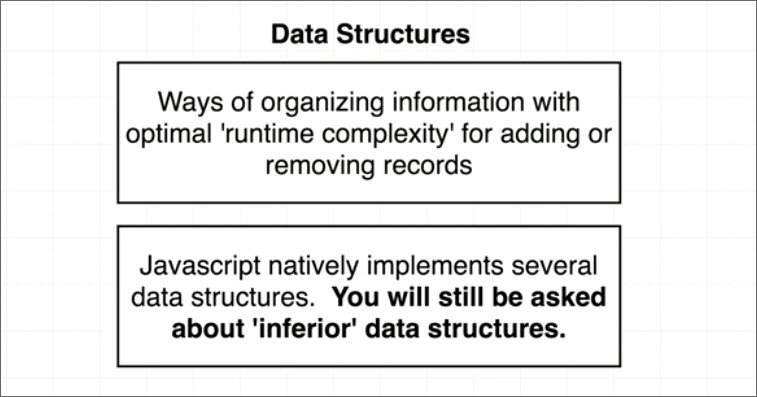 Data Structures
Ways of organizing information with
optimal 'runtime complexity' for adding or
removing records
Javascript natively implements several
data structures.  You will still be asked
about 'inferior' data structures.